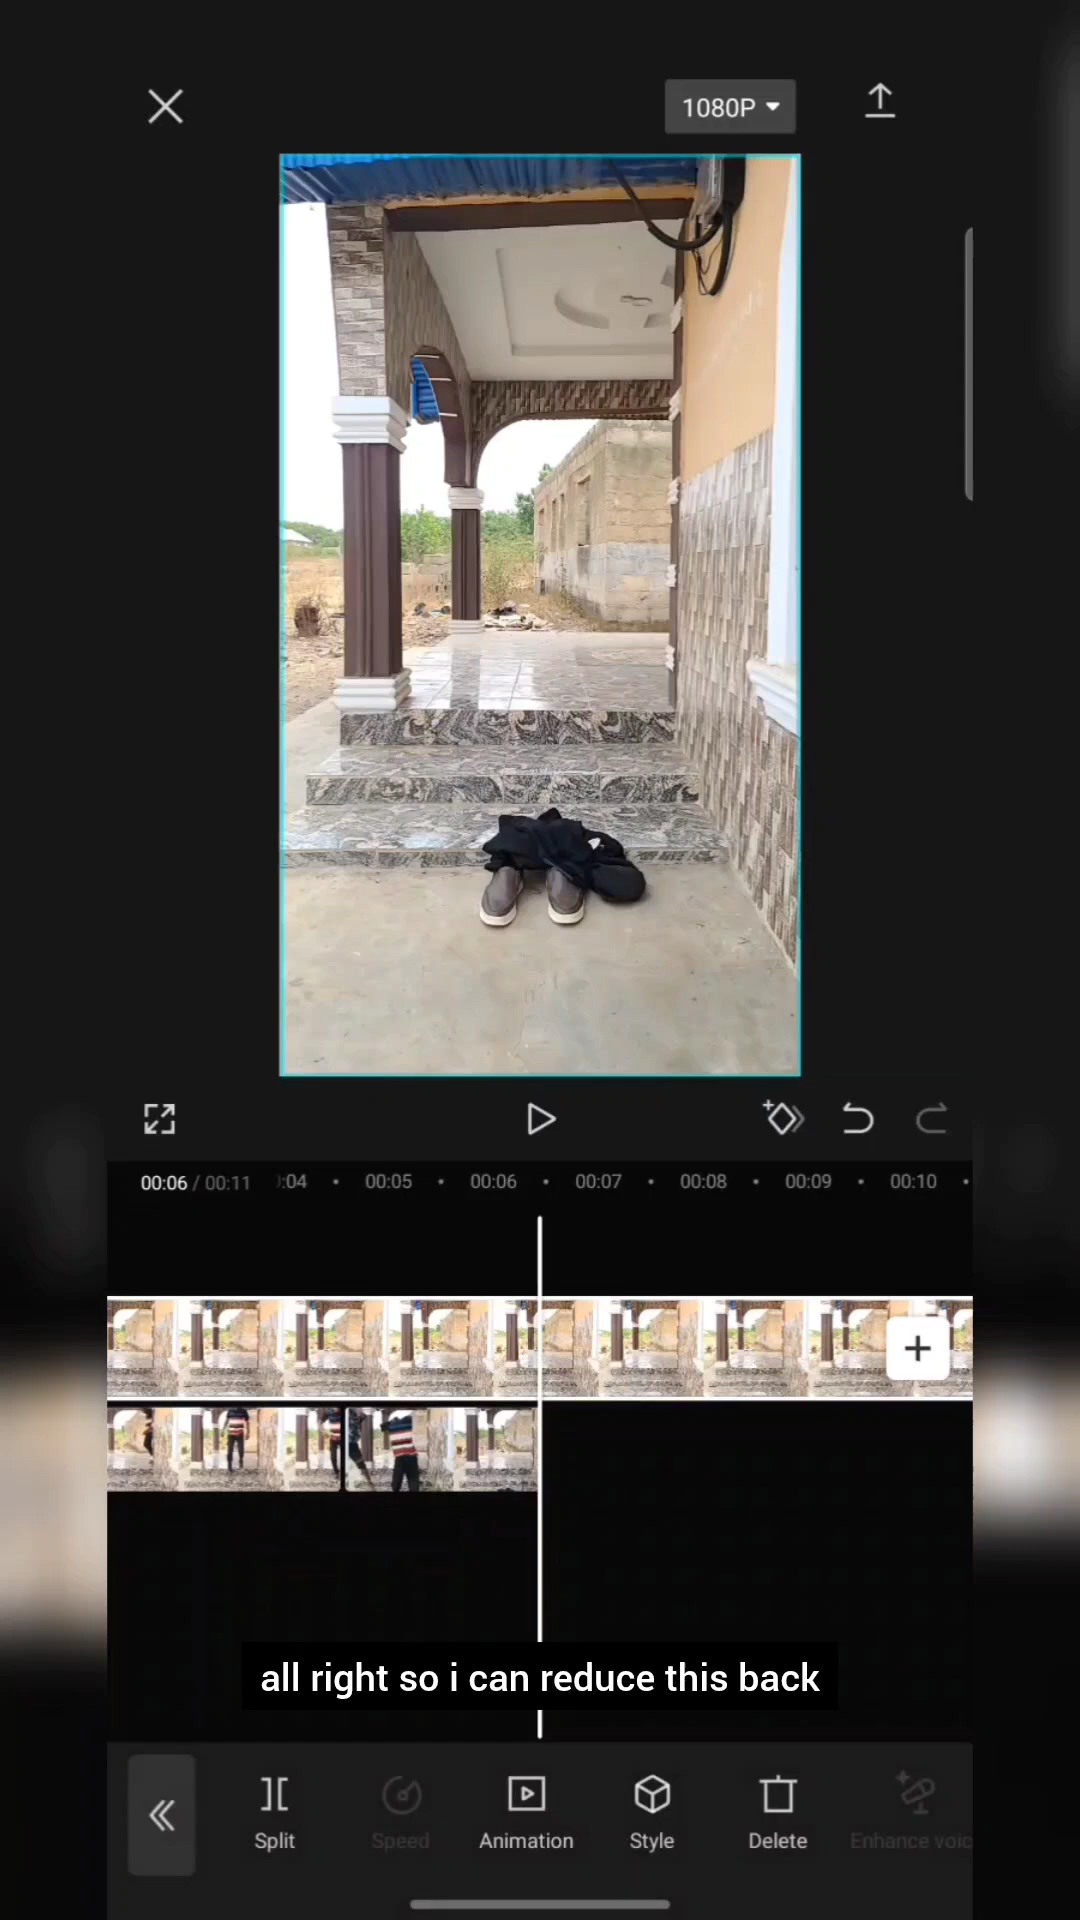 1080P
00:06 / 00:11 :04 00:05 00:06 00:07 00:08 00:09 00:10
all right so i can reduce this back
Split Speed Animation Style Delete Enhance voic